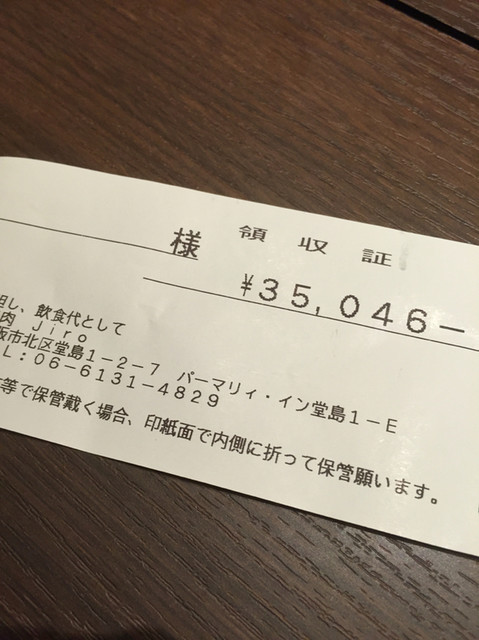 領収証
様
¥35,046-
但し、飲食代として
肉 Jiro
阪市北区堂島1-2-7 パーマリィ・イン堂島1-E
L:06-6131-4829
等で保管戴く場合、印紙面で内側に折って保管願います。